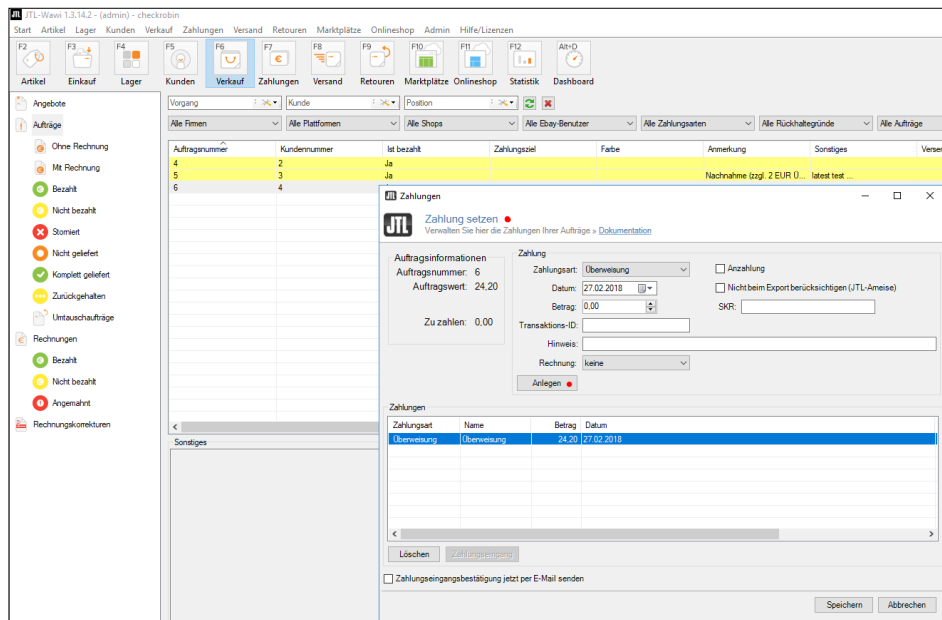 JTL JTL-Wawi 1.3.14.2 - (admin) - checkrobin
Start Artikel Lager Kunden Verkauf Zahlungen Versand Retouren Marktplätze Onlineshop Admin Hilfe/Lizenzen
F2 F3 F4 F5 F6 F7 F8 F9 F10 F11 F12 Alt+D
Artikel Einkauf Lager Kunden Verkauf Zahlungen Versand Retouren Marktplätze Onlineshop Statistik Dashboard
Angebote
Aufträge
Ohne Rechnung
Mit Rechnung
Bezahlt
Nicht bezahlt
Storniert
Nicht geliefert
Komplett geliefert
Zurückgehalten
Umtauschaufträge
Rechnungen
Bezahlt
Nicht bezahlt
Angemahnt
Rechnungskorrekturen
Vorgang Kunde Position
Alle Firmen Alle Plattformen Alle Shops Alle Ebay-Benutzer Alle Zahlungsarten Alle Rückhaltegründe Alle Aufträge
Auftragsnummer Kundennummer Ist bezahlt Zahlungsziel Farbe Anmerkung Sonstiges Verser
4 2 Ja
5 3 Ja Nachnahme (zzgl. 2 EUR Ü... latest test ...
6 4
Sonstiges
JTL Zahlungen
JTL
Zahlung setzen
Verwalten Sie hier die Zahlungen Ihrer Aufträge » Dokumentation
Auftragsinformationen
Auftragsnummer: 6
Auftragswert: 24,20
Zu zahlen: 0,00
Zahlung
Zahlungsart: Überweisung
Datum: 27.02.2018
Betrag: 0,00
Transaktions-ID:
Hinweis:
Rechnung: keine
Anlegen
Anzahlung
Nicht beim Export berücksichtigen (JTL-Ameise)
SKR:
Zahlungen
Zahlungsart Name Betrag Datum
Überweisung Überweisung 24,20 27.02.2018
Löschen Zahlungseingang
Zahlungseingangsbestätigung jetzt per E-Mail senden
Speichern Abbrechen